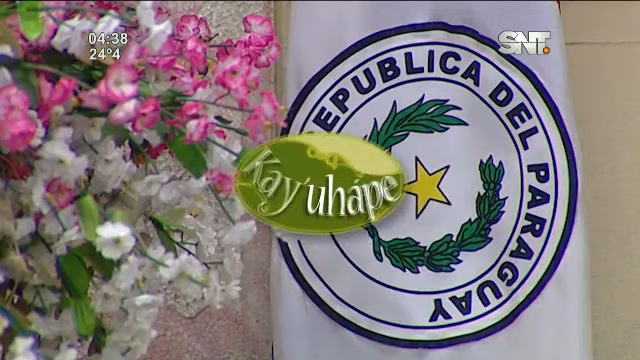 04:38
24°4
SNT.
REPUBLICA DEL PARAGUAY
Kay'uhápe